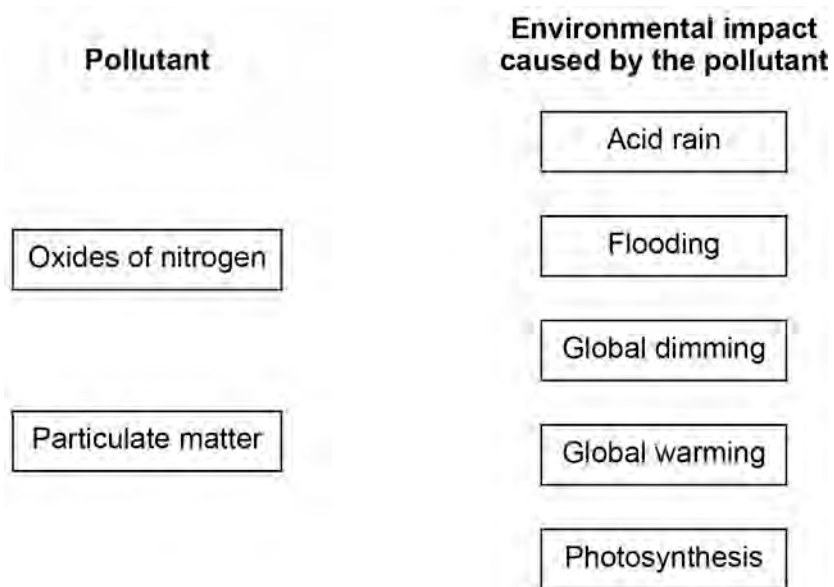 Pollutant
Environmental impact
caused by the pollutant
Acid rain
Oxides of nitrogen
Flooding
Global dimming
Particulate matter
Global warming
Photosynthesis